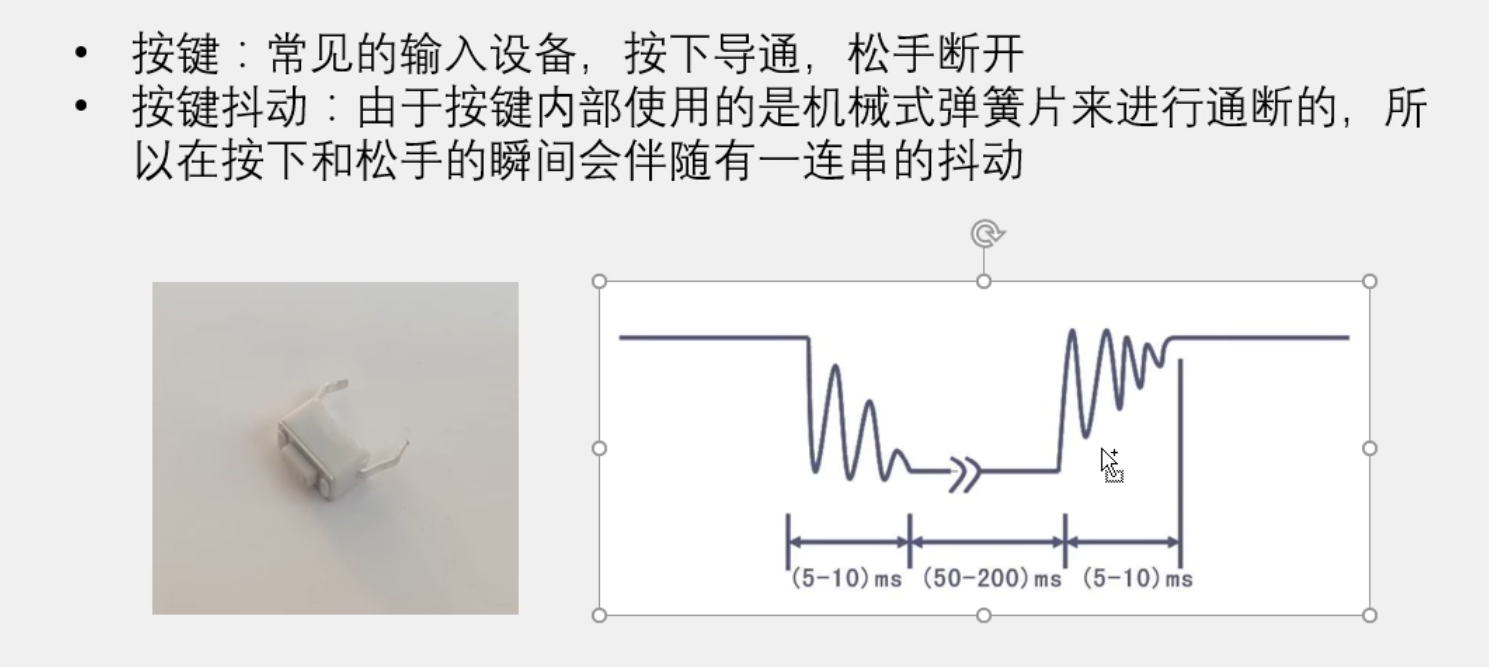 • 按键：常见的输入设备，按下导通，松手断开
• 按键抖动：由于按键内部使用的是机械式弹簧片来进行通断的，所
以在按下和松手的瞬间会伴随有一连串的抖动
(5-10)ms (50-200)ms (5-10)ms